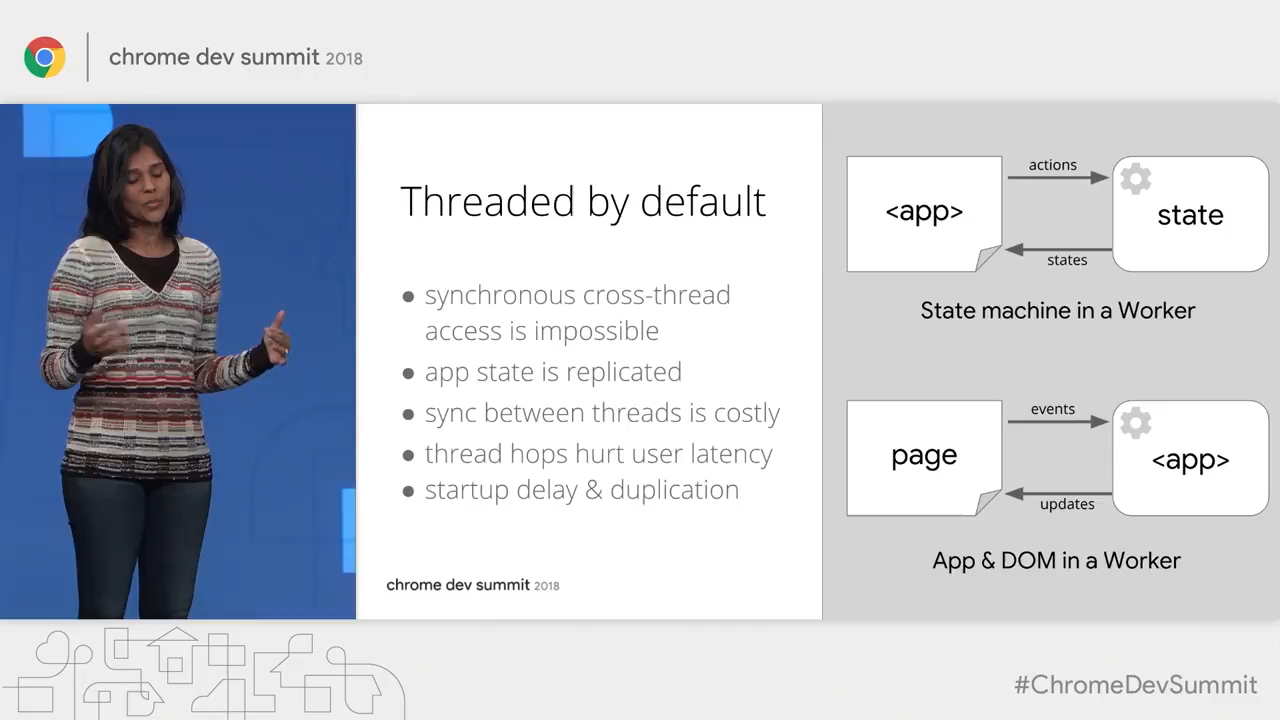 chrome dev summit 2018
Threaded by default
● synchronous cross-thread
access is impossible
● app state is replicated
● sync between threads is costly
● thread hops hurt user latency
● startup delay & duplication
chrome dev summit 2018
actions
<app>
state
states
State machine in a Worker
events
page
<app>
updates
App & DOM in a Worker
#ChromeDevSummit